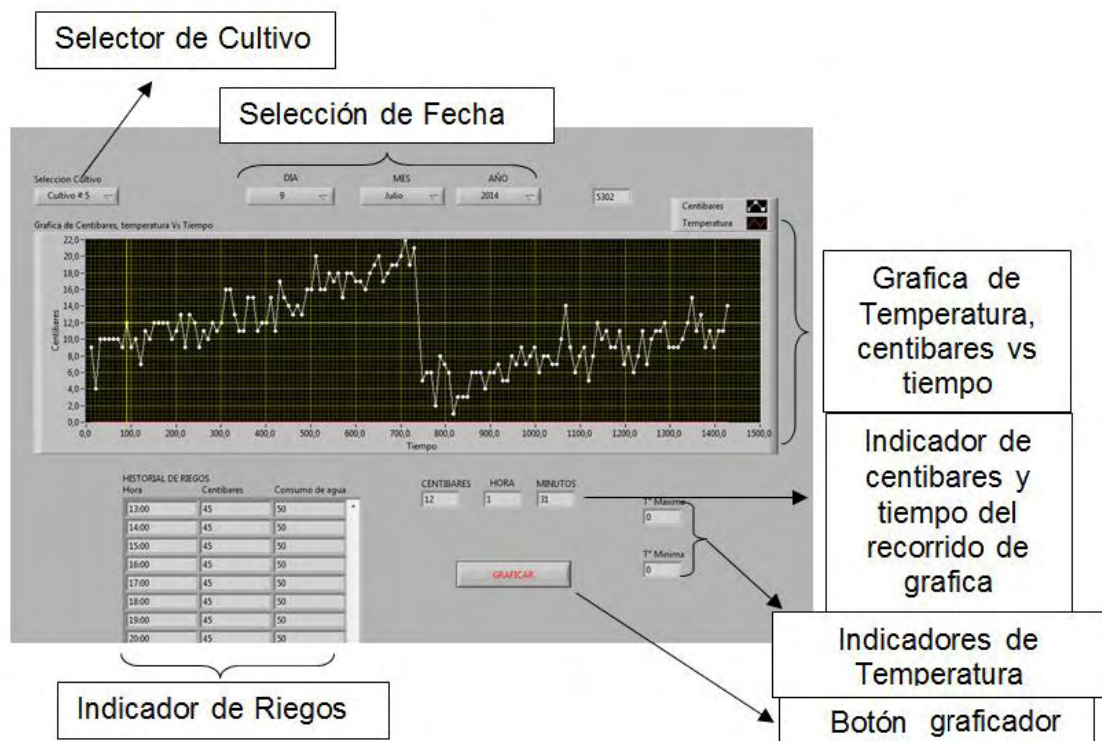 Selector de Cultivo
Selección de Fecha
Seleccion Cultivo
Cultivo # 5
DIA
9
MES
Julio
AÑO
2014
5302
Centibares
Temperatura
Grafica de Centibares, temperatura Vs Tiempo
Centibares
22,0
20,0
18,0
16,0
14,0
12,0
10,0
8,0
6,0
4,0
2,0
0,0
0,0 100,0 200,0 300,0 400,0 500,0 600,0 700,0 800,0 900,0 1000,0 1100,0 1200,0 1300,0 1400,0 1500,0
Tiempo
Grafica de
Temperatura,
centibares vs
tiempo
HISTORIAL DE RIEGOS
Hora Centibares Consumo de agua
13:00 45 50
14:00 45 50
15:00 45 50
16:00 45 50
17:00 45 50
18:00 45 50
19:00 45 50
20:00 45 50
CENTIBARES HORA MINUTOS
12 1 31
T° Maxima
0
T° Minima
0
GRAFICAR
Indicador de
centibares y
tiempo del
recorrido de
grafica
Indicadores de
Temperatura
Botón graficador
Indicador de Riegos